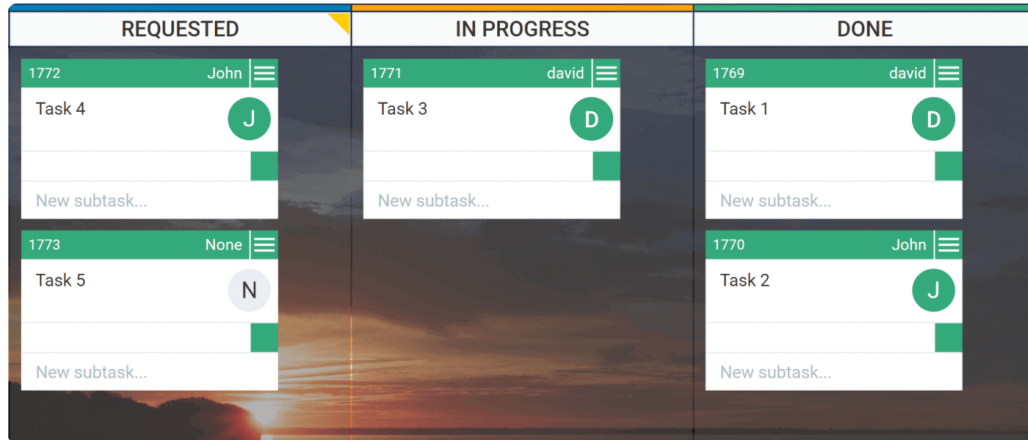 REQUESTED
IN PROGRESS
DONE
1772 John
Task 4
J
New subtask...
1773 None
Task 5
N
New subtask...
1771 david
Task 3
D
New subtask...
1769 david
Task 1
D
New subtask...
1770 John
Task 2
J
New subtask...